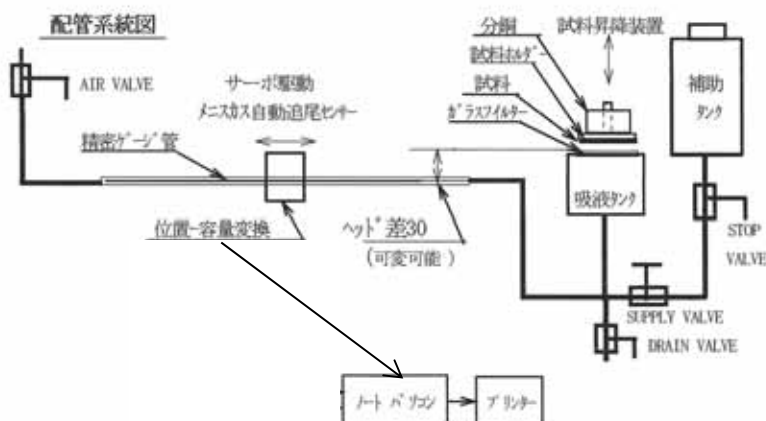 配管系統図
AIR VALVE
サーボ駆動
メニスカス自動追尾センサー
精密ゲージ管
位置-容量変換
ヘッド差30
(可変可能)
分銅
試料昇降装置
試料ホルダー
試料
ガラスフィルター
吸液タンク
補助
タンク
STOP
VALVE
SUPPLY VALVE
DRAIN VALVE
ノートパソコン
プリンター